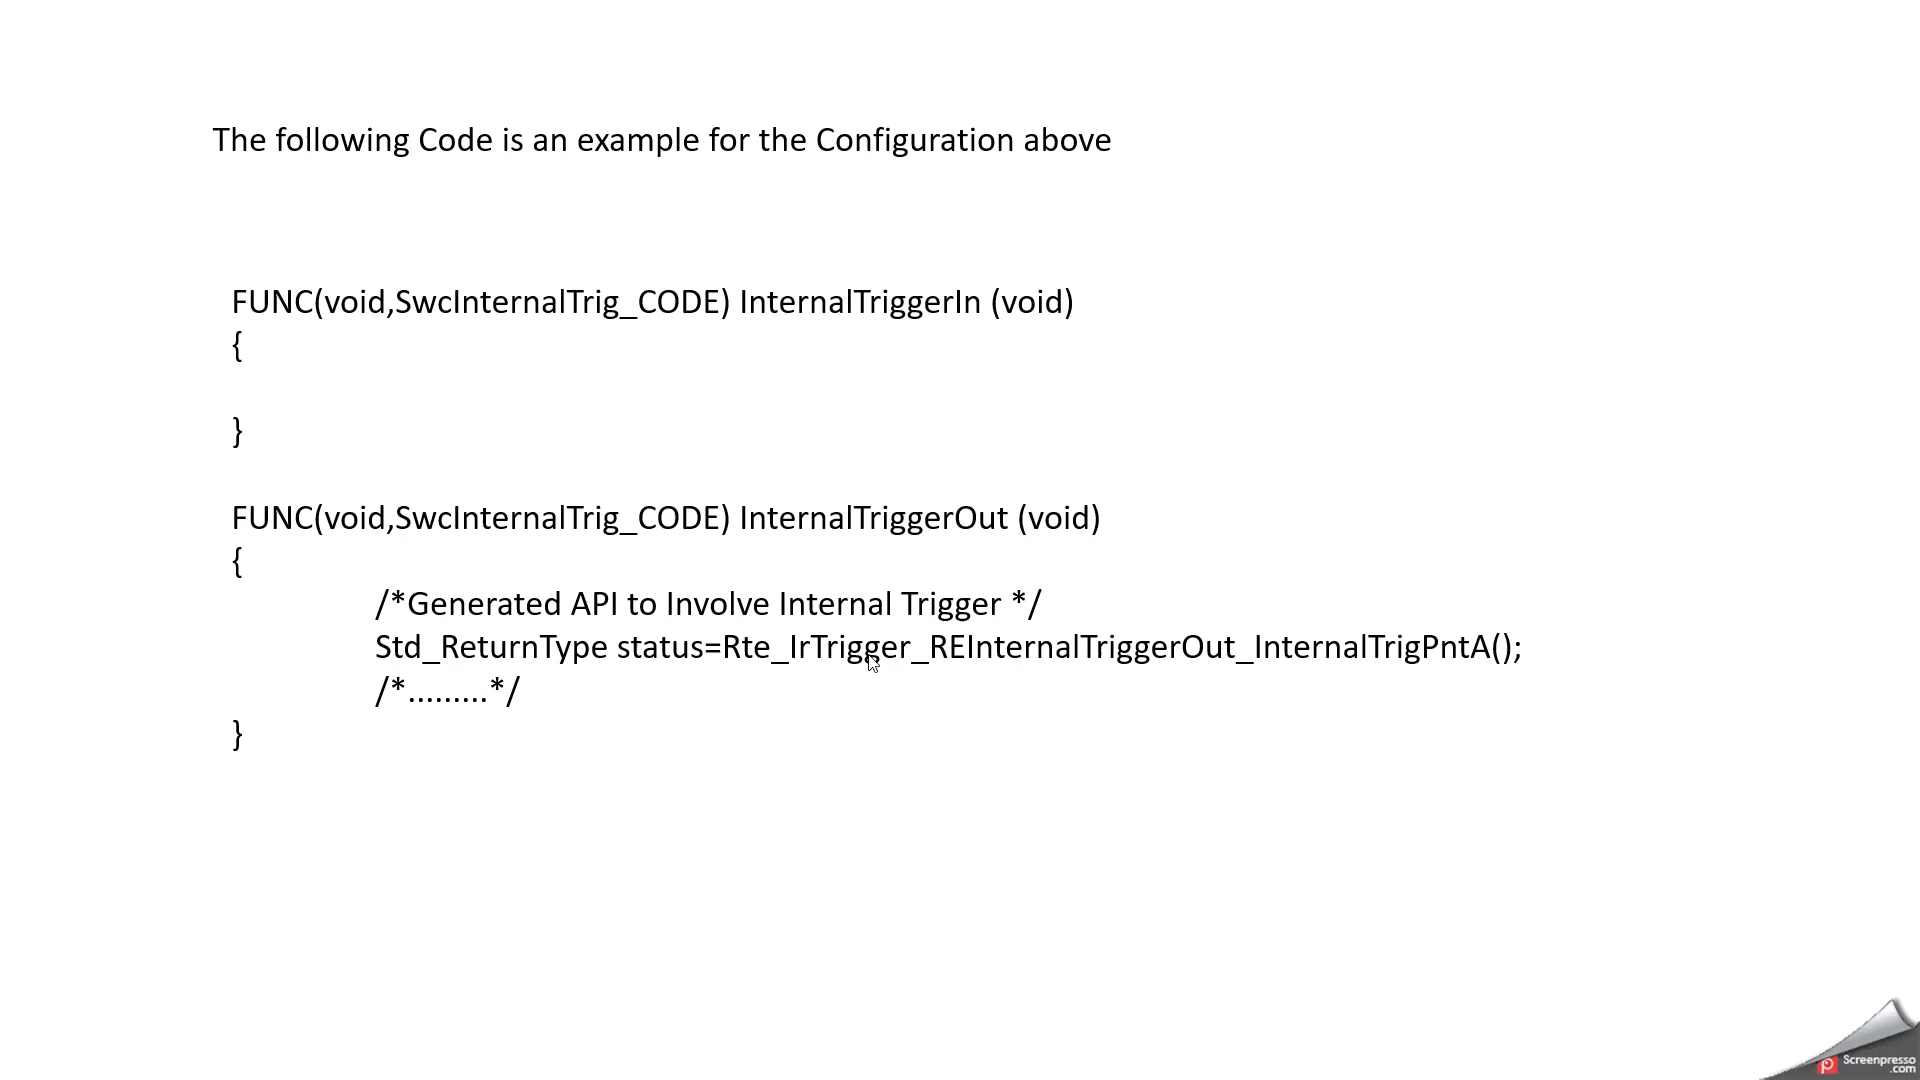 The following Code is an example for the Configuration above
FUNC(void,SwcInternalTrig_CODE) InternalTriggerIn (void)
{
}
FUNC(void,SwcInternalTrig_CODE) InternalTriggerOut (void)
{
/*Generated API to Involve Internal Trigger */
Std_ReturnType status=Rte_IrTrigger_REInternalTriggerOut_InternalTrigPntA();
/*.........*/
}
Screenpresso
.com